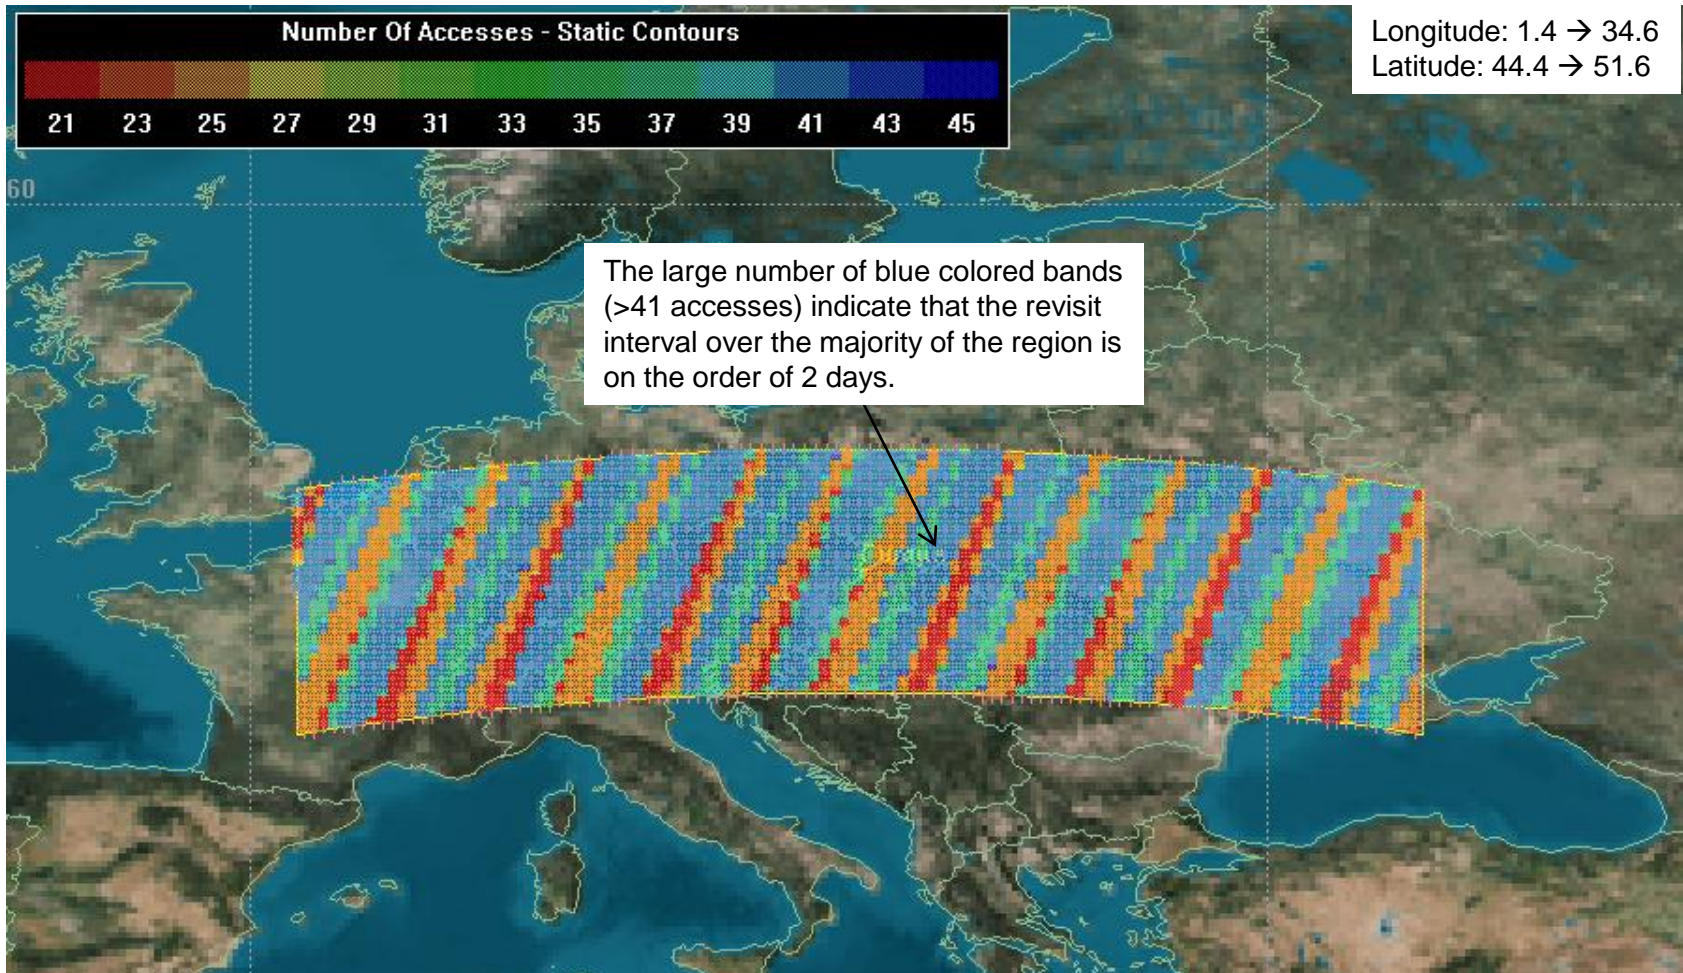 Number Of Accesses - Static Contours
21 23 25 27 29 31 33 35 37 39 41 43 45
Longitude: 1.4 → 34.6
Latitude: 44.4 → 51.6
60
The large number of blue colored bands
(>41 accesses) indicate that the revisit
interval over the majority of the region is
on the order of 2 days.